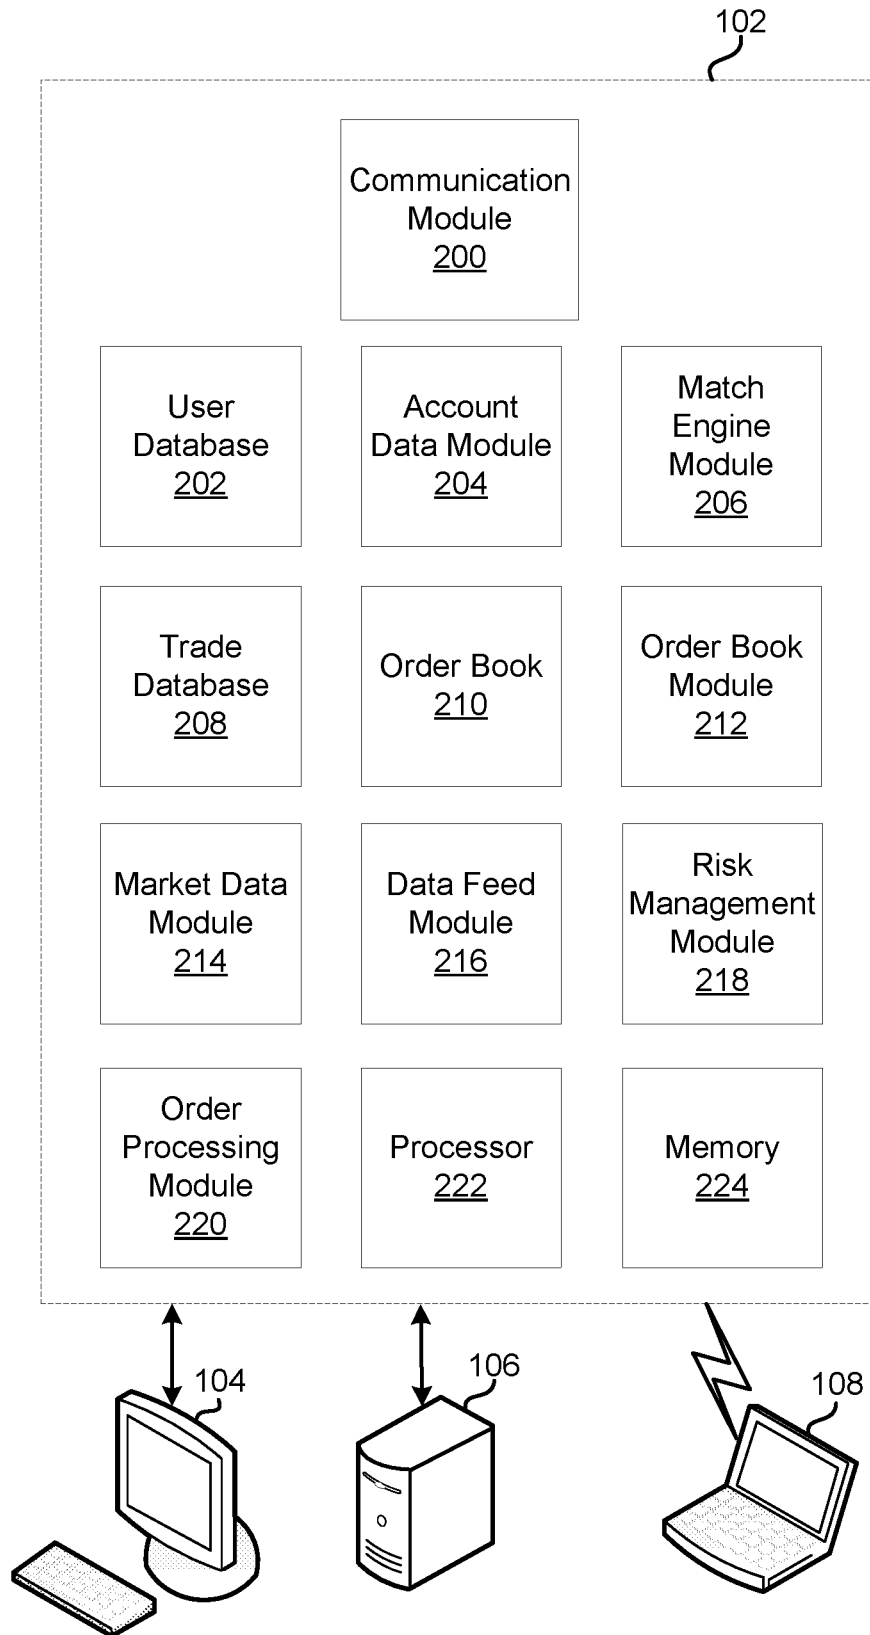 102
Communication
Module
200
User
Database
202
Account
Data Module
204
Match
Engine
Module
206
Trade
Database
208
Order Book
210
Order Book
Module
212
Market Data
Module
214
Data Feed
Module
216
Risk
Management
Module
218
Order
Processing
Module
220
Processor
222
Memory
224
104
106
108